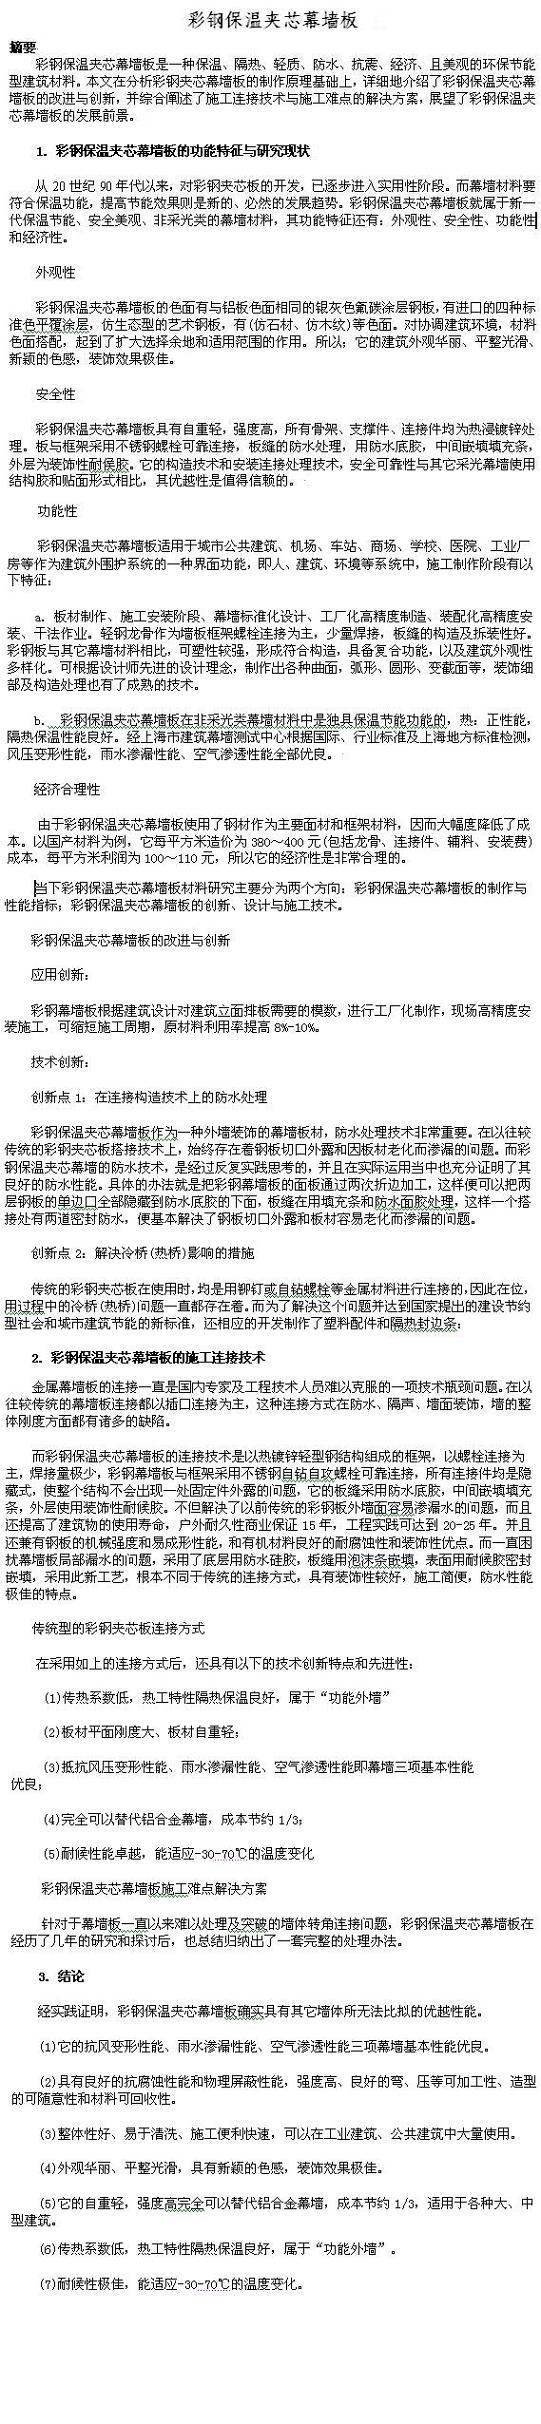 彩钢保温夹芯幕墙板
摘要
彩钢保温夹芯幕墙板是一种保温、隔热、轻质、防水、抗震、经济、且美观的环保节能
型建筑材料。本文在分析彩钢夹芯幕墙板的制作原理基础上，详细地介绍了彩钢保温夹芯幕
墙板的改进与创新，并综合阐述了施工连接技术与施工难点的解决方案，展望了彩钢保温夹
芯幕墙板的发展前景。
1. 彩钢保温夹芯幕墙板的功能特征与研究现状
从 20 世纪 90 年代以来，对彩钢夹芯板的开发，已逐步进入实用性阶段。而幕墙材料要
符合保温功能，提高节能效果则是新的、必然的发展趋势。彩钢保温夹芯幕墙板就属于新一
代保温节能、安全美观、非采光类的幕墙材料，其功能特征还有：外观性、安全性、功能性
和经济性。
外观性
彩钢保温夹芯幕墙板的色面有与铝板色面相同的银灰色氟碳涂层钢板，有进口的四种标
准色平覆涂层，仿生态型的艺术钢板，有(仿石材、仿木纹)等色面。对协调建筑环境，材料
色面搭配，起到了扩大选择余地和适用范围的作用。所以：它的建筑外观华丽、平整光滑、
新颖的色感，装饰效果极佳。
安全性
彩钢保温夹芯幕墙板具有自重轻，强度高，所有骨架、支撑件、连接件均为热浸镀锌处
理。板与框架采用不锈钢螺栓可靠连接，板缝的防水处理，用防水底胶，中间嵌填填充条，
外层为装饰性耐侯胶。它的构造技术和安装连接处理技术，安全可靠性与其它采光幕墙使用
结构胶和贴面形式相比，其优越性是值得信赖的。
功能性
彩钢保温夹芯幕墙板适用于城市公共建筑、机场、车站、商场、学校、医院、工业厂
房等作为建筑外围护系统的一种界面功能，即人、建筑、环境等系统中，施工制作阶段有以
下特征：
a. 板材制作、施工安装阶段、幕墙标准化设计、工厂化高精度制造、装配化高精度安
装、干法作业。轻钢龙骨作为墙板框架螺栓连接为主，少量焊接，板缝的构造及拆装性好。
彩钢板与其它幕墙材料相比，可塑性较强，形成符合构造，具备复合功能，以及建筑外观性
多样化。可根据设计师先进的设计理念，制作出各种曲面，弧形、圆形、变截面等，装饰细
部及构造处理也有了成熟的技术。
b. 彩钢保温夹芯幕墙板在非采光类幕墙材料中是独具保温节能功能的，热：正性能，
隔热保温性能良好。经上海市建筑幕墙测试中心根据国际、行业标准及上海地方标准检测，
风压变形性能，雨水渗漏性能、空气渗透性能全部优良。
经济合理性
由于彩钢保温夹芯幕墙板使用了钢材作为主要面材和框架材料，因而大幅度降低了成
本。以国产材料为例，它每平方米造价为 380～400 元(包括龙骨、连接件、辅料、安装费)
成本，每平方米利润为 100～110 元，所以它的经济性是非常合理的。
当下彩钢保温夹芯幕墙板材料研究主要分为两个方向：彩钢保温夹芯幕墙板的制作与
性能指标；彩钢保温夹芯幕墙板的创新、设计与施工技术。
彩钢保温夹芯幕墙板的改进与创新
应用创新：
彩钢幕墙板根据建筑设计对建筑立面排板需要的模数，进行工厂化制作，现场高精度安
装施工，可缩短施工周期，原材料利用率提高 8%-10%。
技术创新：
创新点 1：在连接构造技术上的防水处理
彩钢保温夹芯幕墙板作为一种外墙装饰的幕墙板材，防水处理技术非常重要。在以往较
传统的彩钢夹芯板搭接技术上，始终存在着钢板切口外露和因板材老化而渗漏的问题。而彩
钢保温夹芯幕墙的防水技术，是经过反复实践思考的，并且在实际运用当中也充分证明了其
良好的防水性能。具体的办法就是把彩钢幕墙板的面板通过两次折边加工，这样便可以把两
层钢板的单边口全部隐藏到防水底胶的下面，板缝在用填充条和防水面胶处理，这样一个搭
接处有两道密封防水，便基本解决了钢板切口外露和板材容易老化而渗漏的问题。
创新点 2：解决冷桥(热桥)影响的措施
传统的彩钢夹芯板在使用时，均是用铆钉或自钻螺栓等金属材料进行连接的，因此在位，
用过程中的冷桥(热桥)问题一直都存在着。而为了解决这个问题并达到国家提出的建设节约
型社会和城市建筑节能的新标准，还相应的开发制作了塑料配件和隔热封边条；
2. 彩钢保温夹芯幕墙板的施工连接技术
金属幕墙板的连接一直是国内专家及工程技术人员难以克服的一项技术瓶颈问题。在以
往较传统的幕墙板连接都以插口连接为主，这种连接方式在防水、隔声、墙面装饰，墙的整
体刚度方面都有诸多的缺陷。
而彩钢保温夹芯幕墙板的连接技术是以热镀锌轻型钢结构组成的框架，以螺栓连接为
主，焊接量极少，彩钢幕墙板与框架采用不锈钢自钻自攻螺栓可靠连接，所有连接件均是隐
藏式，使整个结构不会出现一处固定件外露的问题，它的板缝采用防水底胶，中间嵌填填充
条，外层使用装饰性耐候胶。不但解决了以前传统的彩钢板外墙面容易渗漏水的问题，而且
还提高了建筑物的使用寿命，户外耐久性商业保证 15 年，工程实践可达到 20-25 年。并且
还兼有钢板的机械强度和易成形性能，和有机材料良好的耐腐蚀性和装饰性优点。而一直困
扰幕墙板局部漏水的问题，采用了底层用防水硅胶，板缝用泡沫条嵌填，表面用耐候胶密封
嵌填，采用此新工艺，根本不同于传统的连接方式，具有装饰性较好，施工简便，防水性能
极佳的特点。
传统型的彩钢夹芯板连接方式
在采用如上的连接方式后，还具有以下的技术创新特点和先进性：
(1)传热系数低，热工特性隔热保温良好，属于“功能外墙”
(2)板材平面刚度大、板材自重轻；
(3)抵抗风压变形性能、雨水渗漏性能、空气渗透性能即幕墙三项基本性能
优良；
(4)完全可以替代铝合金幕墙，成本节约 1/3；
(5)耐候性能卓越，能适应-30-70℃的温度变化
彩钢保温夹芯幕墙板施工难点解决方案
针对于幕墙板一直以来难以处理及突破的墙体转角连接问题，彩钢保温夹芯幕墙板在
经历了几年的研究和探讨后，也总结归纳出了一套完整的处理办法。
3. 结论
经实践证明，彩钢保温夹芯幕墙板确实具有其它墙体所无法比拟的优越性能。
(1)它的抗风变形性能、雨水渗漏性能、空气渗透性能三项幕墙基本性能优良。
(2)具有良好的抗腐蚀性能和物理屏蔽性能，强度高、良好的弯、压等可加工性、造型
的可随意性和材料可回收性。
(3)整体性好、易于清洗、施工便利快速，可以在工业建筑、公共建筑中大量使用。
(4)外观华丽、平整光滑，具有新颖的色感，装饰效果极佳。
(5)它的自重轻，强度高完全可以替代铝合金幕墙，成本节约 1/3，适用于各种大、中
型建筑。
(6)传热系数低，热工特性隔热保温良好，属于“功能外墙”。
(7)耐候性极佳，能适应-30-70℃的温度变化。